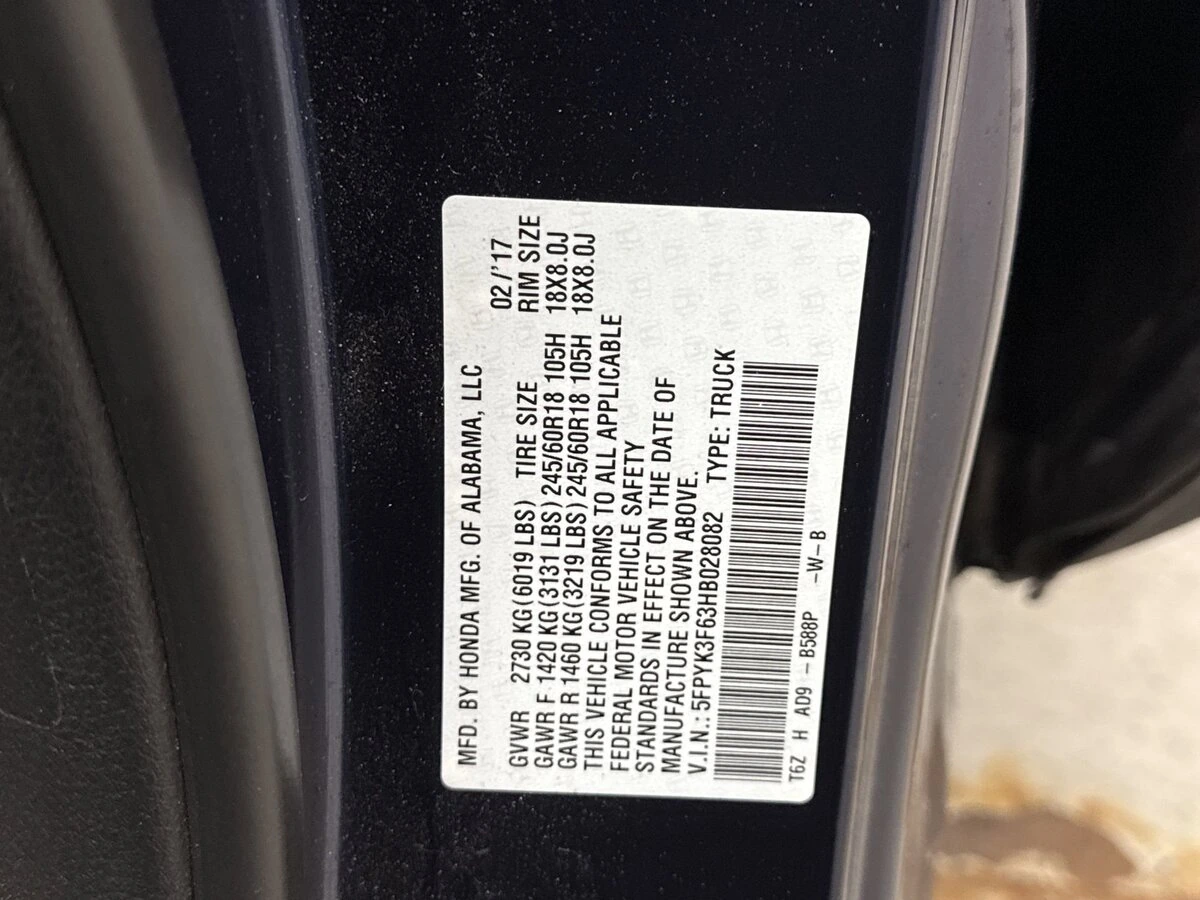 MFD. BY HONDA MFG. OF ALABAMA, LLC 02/'17
GVWR 2730 KG(6019 LBS) TIRE SIZE RIM SIZE
GAWR F 1420 KG(3131 LBS) 245/60R18 105H 18X8.0J
GAWR R 1460 KG(3219 LBS) 245/60R18 105H 18X8.0J
THIS VEHICLE CONFORMS TO ALL APPLICABLE
FEDERAL MOTOR VEHICLE SAFETY
STANDARDS IN EFFECT ON THE DATE OF
MANUFACTURE SHOWN ABOVE.
V.I.N.: 5FPYK3F63HB028082 TYPE: TRUCK
T6Z H AD9 - B588P -W-B